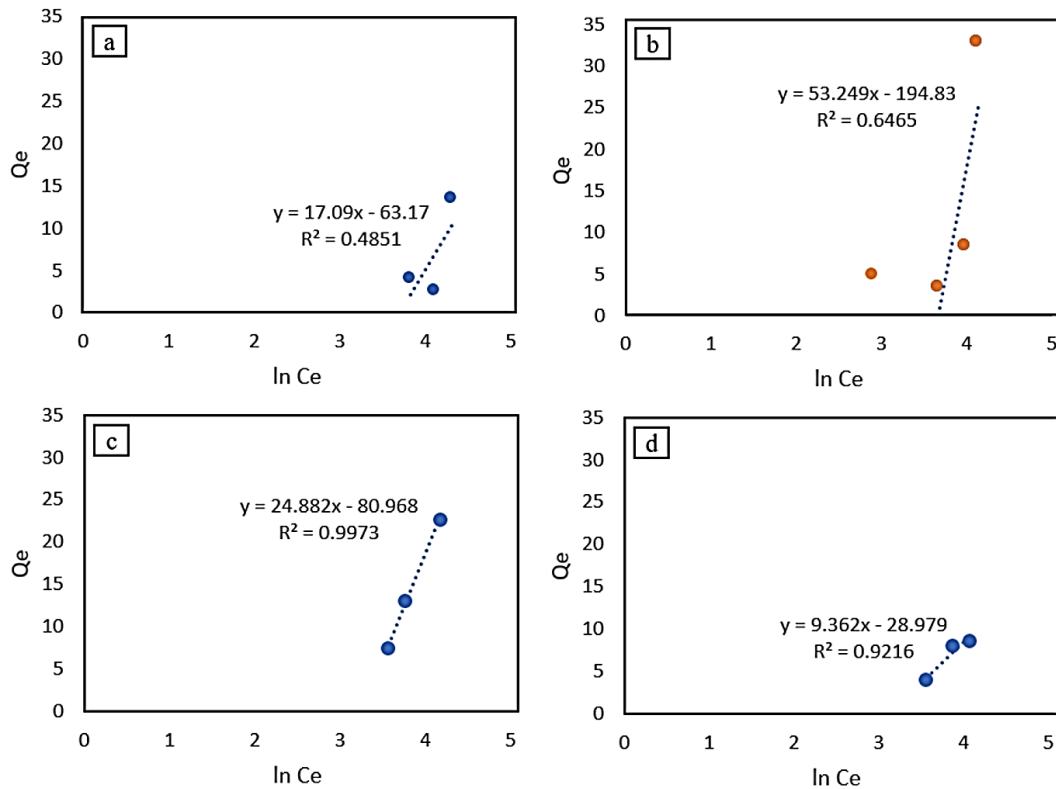 a
35
30
25
20
15
10
5
0
Qe
y = 17.09x - 63.17
R² = 0.4851
0 1 2 3 4 5
ln Ce
b
35
30
25
20
15
10
5
0
Qe
y = 53.249x - 194.83
R² = 0.6465
0 1 2 3 4 5
ln Ce
c
35
30
25
20
15
10
5
0
Qe
y = 24.882x - 80.968
R² = 0.9973
0 1 2 3 4 5
ln Ce
d
35
30
25
20
15
10
5
0
Qe
y = 9.362x - 28.979
R² = 0.9216
0 1 2 3 4 5
ln Ce